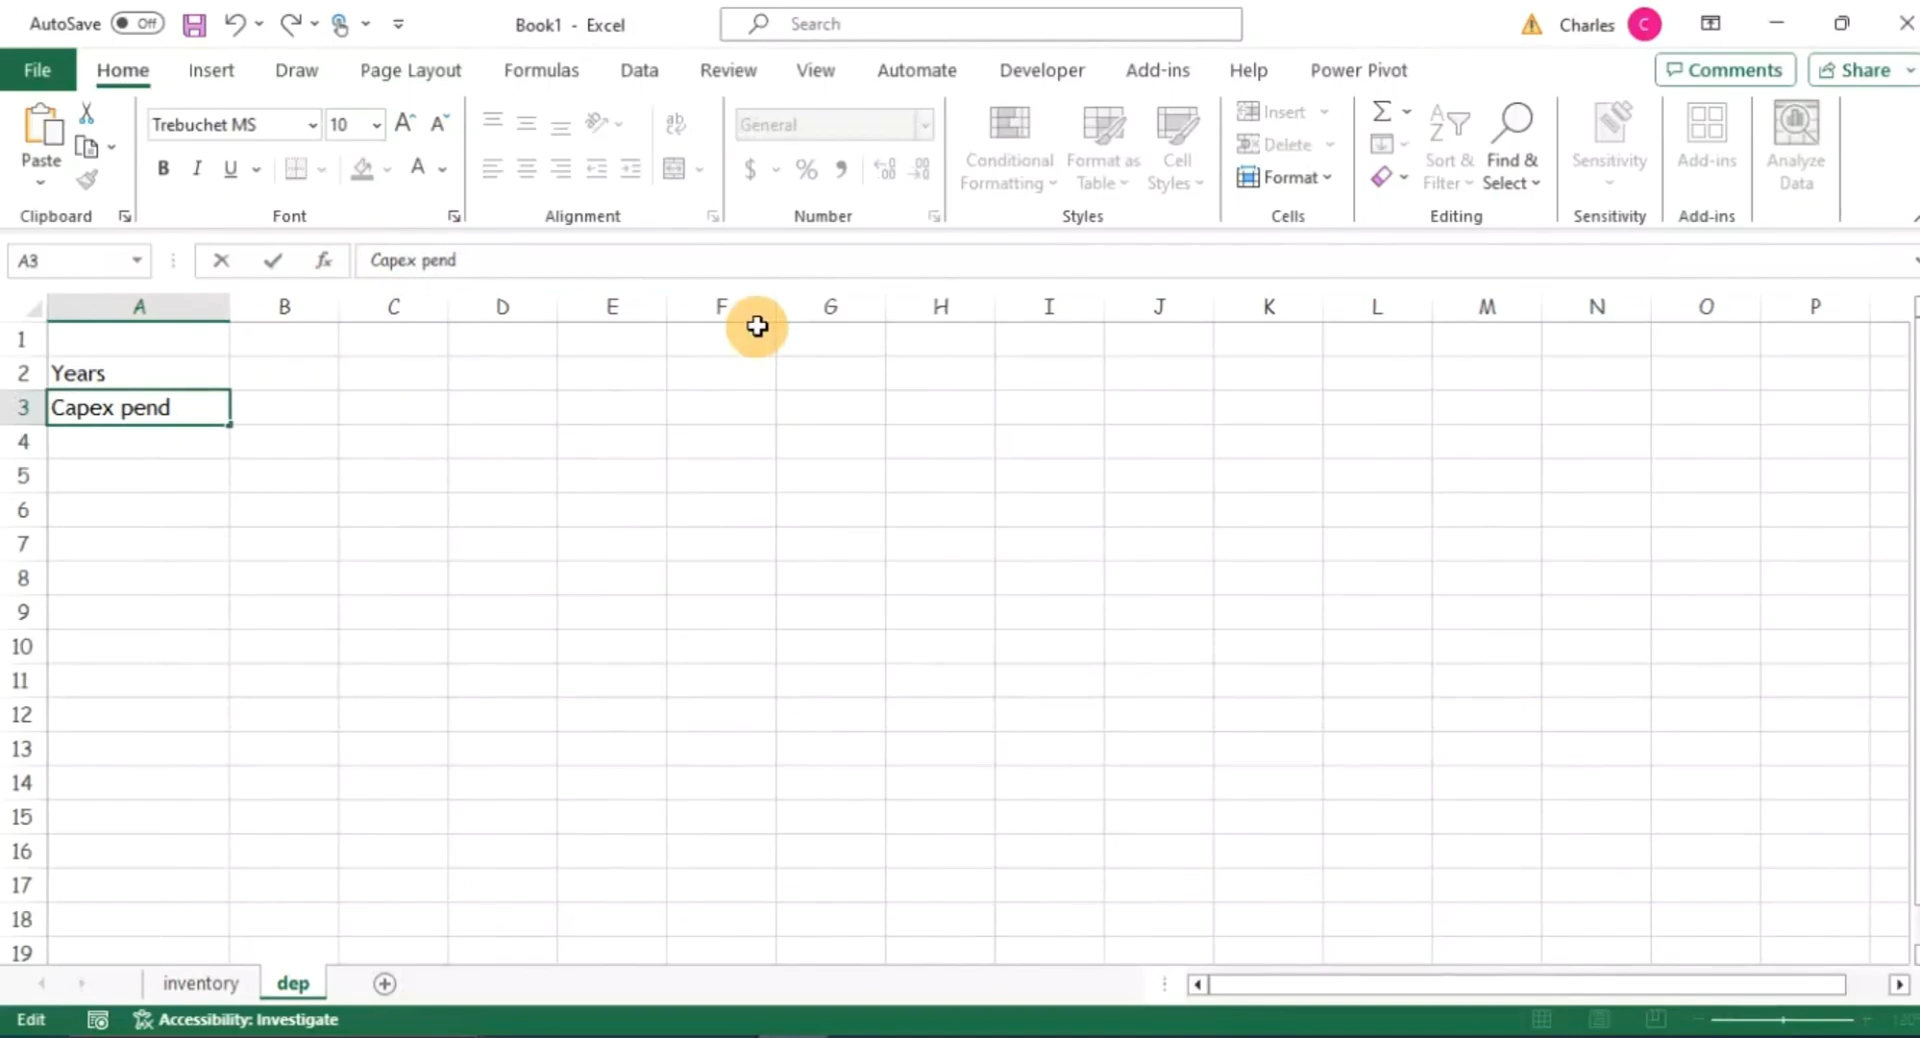 AutoSave Off Book1 - Excel Search Charles C
File Home Insert Draw Page Layout Formulas Data Review View Automate Developer Add-ins Help Power Pivot Comments Share
Paste Trebuchet MS 10 A A ab General Conditional Formatting Format as Table Cell Styles Insert Delete Format Sort & Filter Find & Select Sensitivity Add-ins Analyze Data
B I U A $ % ,
Clipboard Font Alignment Number Styles Cells Editing Sensitivity Add-ins
A3 fx Capex pend
A B C D E F G H I J K L M N O P
1
2 Years
3 Capex pend
4
5
6
7
8
9
10
11
12
13
14
15
16
17
18
19
inventory dep
Edit Accessibility: Investigate